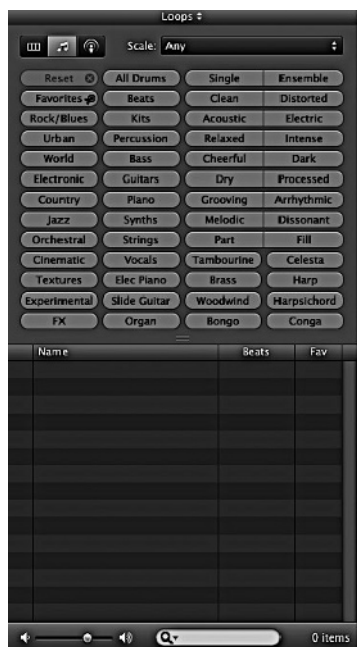 Loops
Scale: Any
Reset All Drums Single Ensemble
Favorites Beats Clean Distorted
Rock/Blues Kits Acoustic Electric
Urban Percussion Relaxed Intense
World Bass Cheerful Dark
Electronic Guitars Dry Processed
Country Piano Grooving Arrhythmic
Jazz Synths Melodic Dissonant
Orchestral Strings Part Fill
Cinematic Vocals Tambourine Celesta
Textures Elec Piano Brass Harp
Experimental Slide Guitar Woodwind Harpsichord
FX Organ Bongo Conga
Name Beats Fav
0 items